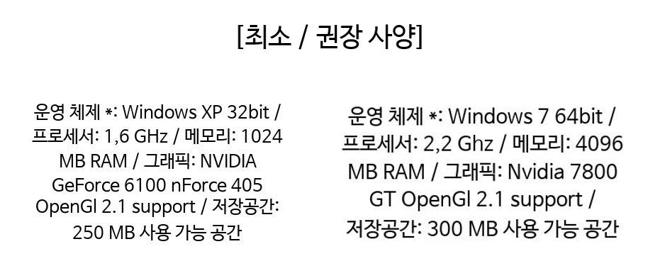 [최소 / 권장 사양]
운영 체제 *: Windows XP 32bit /
프로세서: 1,6 GHz / 메모리: 1024
MB RAM / 그래픽: NVIDIA
GeForce 6100 nForce 405
OpenGl 2.1 support / 저장공간:
250 MB 사용 가능 공간
운영 체제 *: Windows 7 64bit /
프로세서: 2,2 Ghz / 메모리: 4096
MB RAM / 그래픽: Nvidia 7800
GT OpenGl 2.1 support /
저장공간: 300 MB 사용 가능 공간